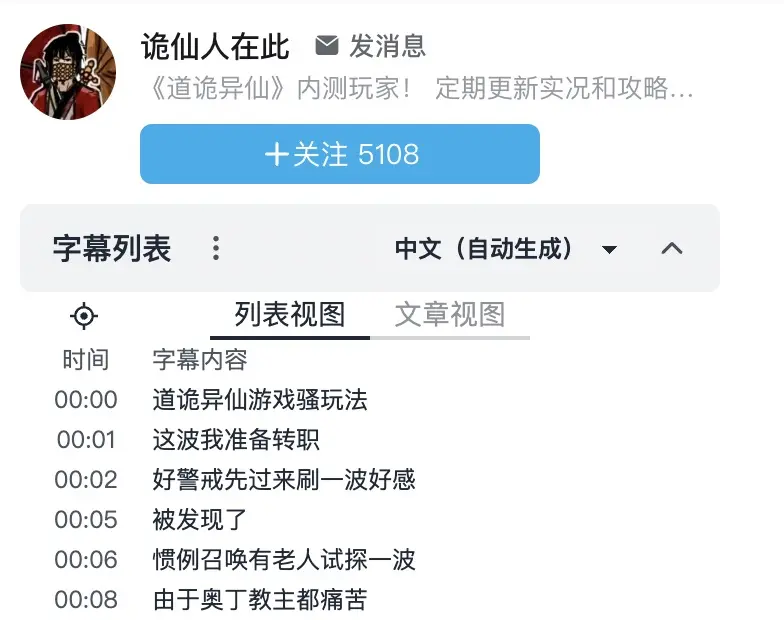 诡仙人在此 发消息
《道诡异仙》内测玩家！ 定期更新实况和攻略...
+关注 5108
字幕列表 中文（自动生成）
列表视图 文章视图
时间 字幕内容
00:00 道诡异仙游戏骚玩法
00:01 这波我准备转职
00:02 好警戒先过来刷一波好感
00:05 被发现了
00:06 惯例召唤有老人试探一波
00:08 由于奥丁教主都痛苦